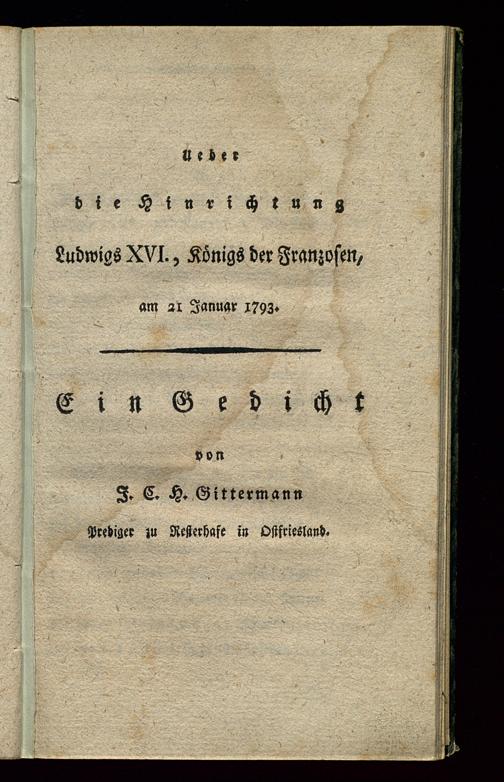 Ueber
die Hinrichtung
Ludwigs XVI., Königs der Franzosen,
am 21 Januar 1793.
Ein Gedicht
von
J. C. H. Gittermann
Prediger zu Resterhafe in Ostfriesland.